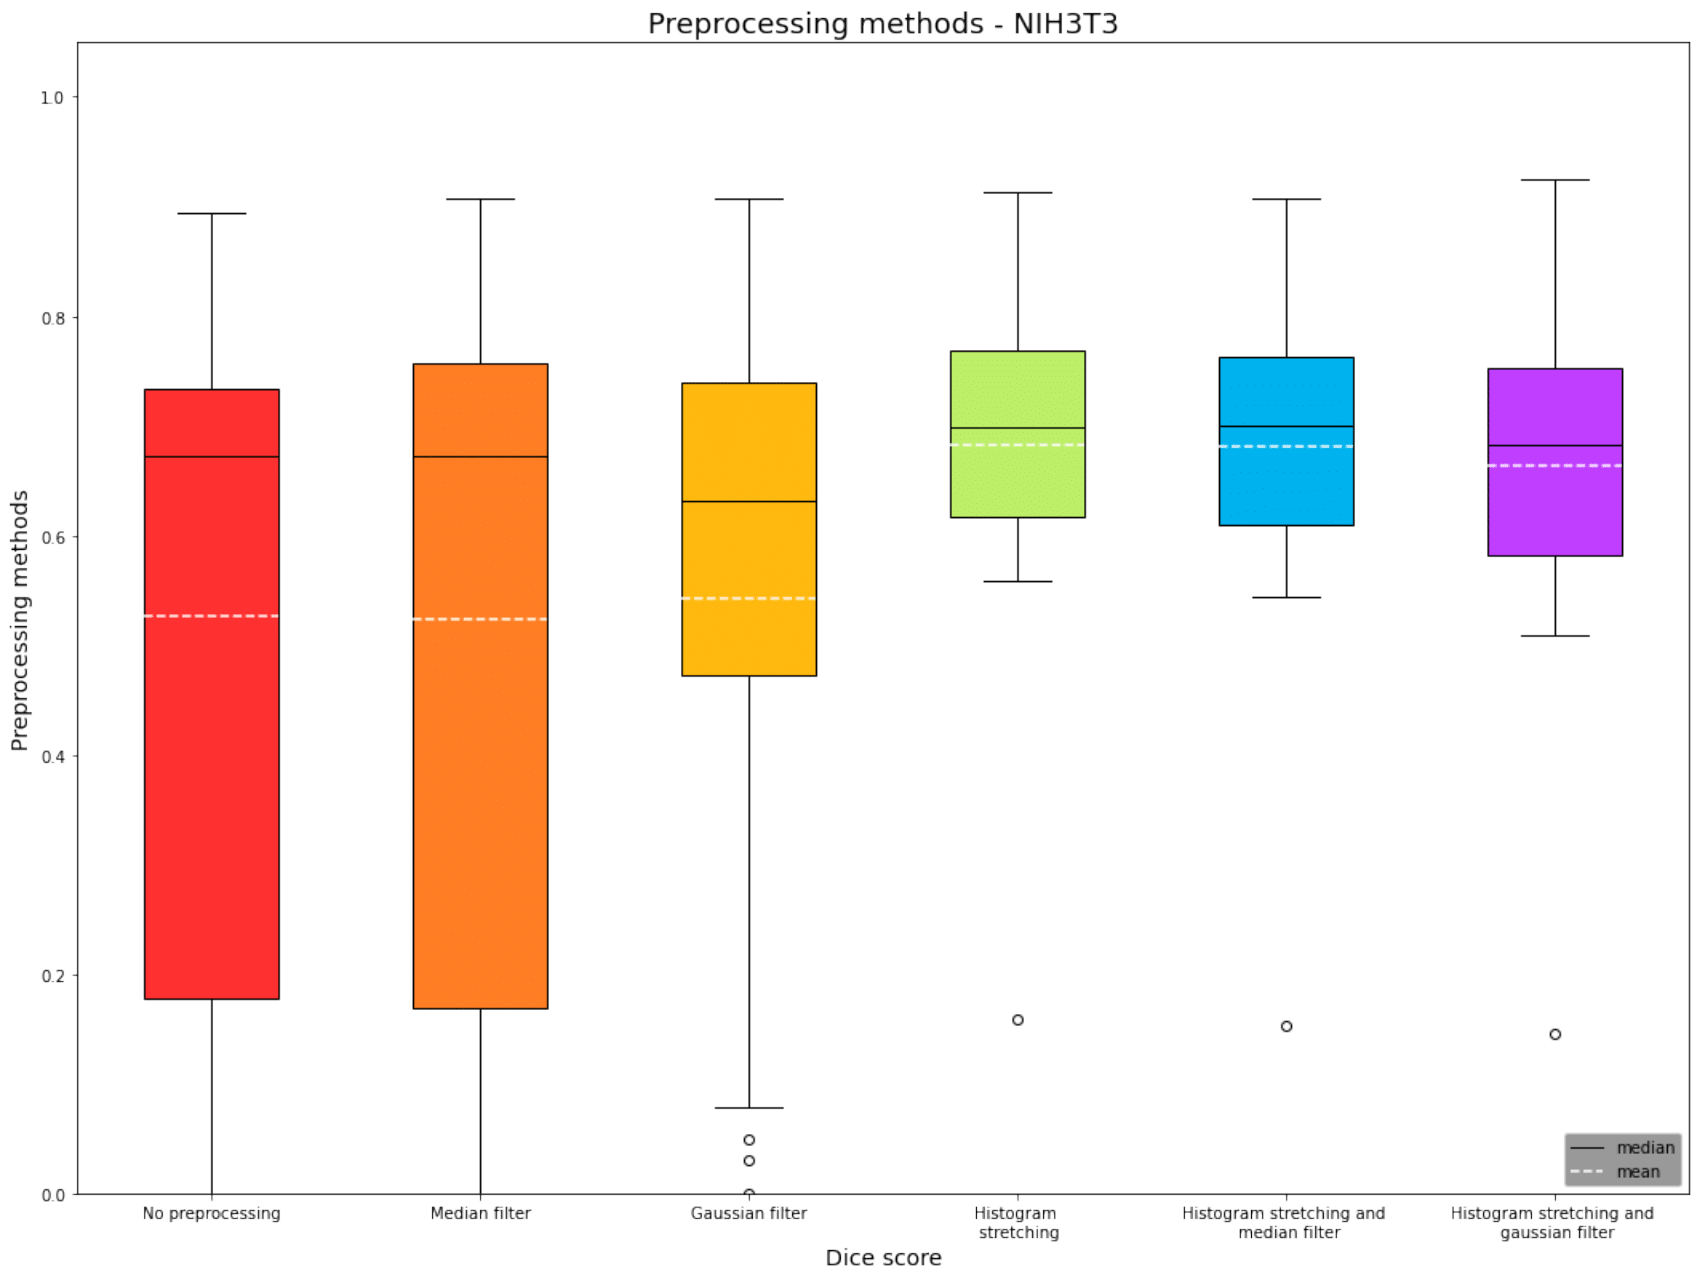 Preprocessing methods - NIH3T3
Preprocessing methods
1.0
0.8
0.6
0.4
0.2
0.0
median
mean
No preprocessing
Median filter
Gaussian filter
Histogram
stretching
Histogram stretching and
median filter
Histogram stretching and
gaussian filter
Dice score